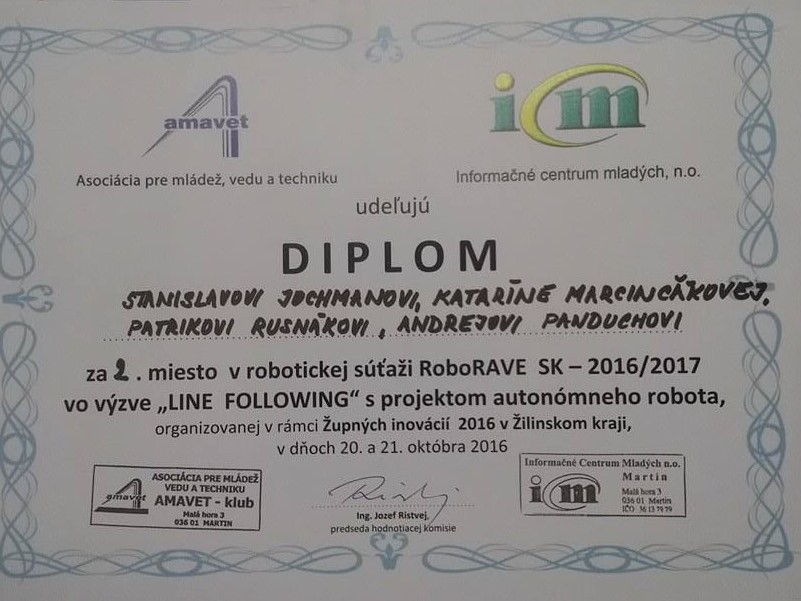 amavet
icm
Asociácia pre mládež, vedu a techniku
Informačné centrum mladých, n.o.
udeľujú
DIPLOM
STANISLAVOVI JOCHMANOVI, KATARÍNE MARCINČÁKOVEJ,
PATRIKOVI RUSNÁKOVI, ANDREJOVI PANDUCHOVI
za 2. miesto v robotickej súťaži RoboRAVE SK – 2016/2017
vo výzve „LINE FOLLOWING“ s projektom autonómneho robota,
organizovanej v rámci Župných inovácií 2016 v Žilinskom kraji,
v dňoch 20. a 21. októbra 2016
ASOCIÁCIA PRE MLÁDEŽ
VEDU A TECHNIKU
amavet
AMAVET - klub
Malá hora 3
036 01 MARTIN
Ing. Jozef Ristvej,
predseda hodnotiacej komisie
Informačné Centrum Mladých n.o.
Martin
icm
Malá hora 3
036 01 Martin
IČO 36 13 79 79